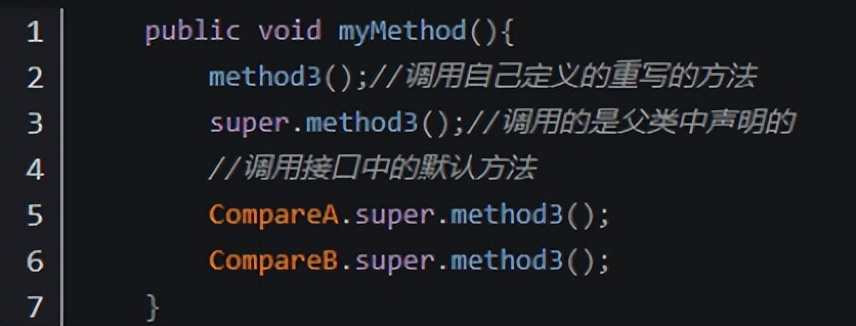 1 public void myMethod(){
2 method3();//调用自己定义的重写的方法
3 super.method3();//调用的是父类中声明的
4 //调用接口中的默认方法
5 CompareA.super.method3();
6 CompareB.super.method3();
7 }